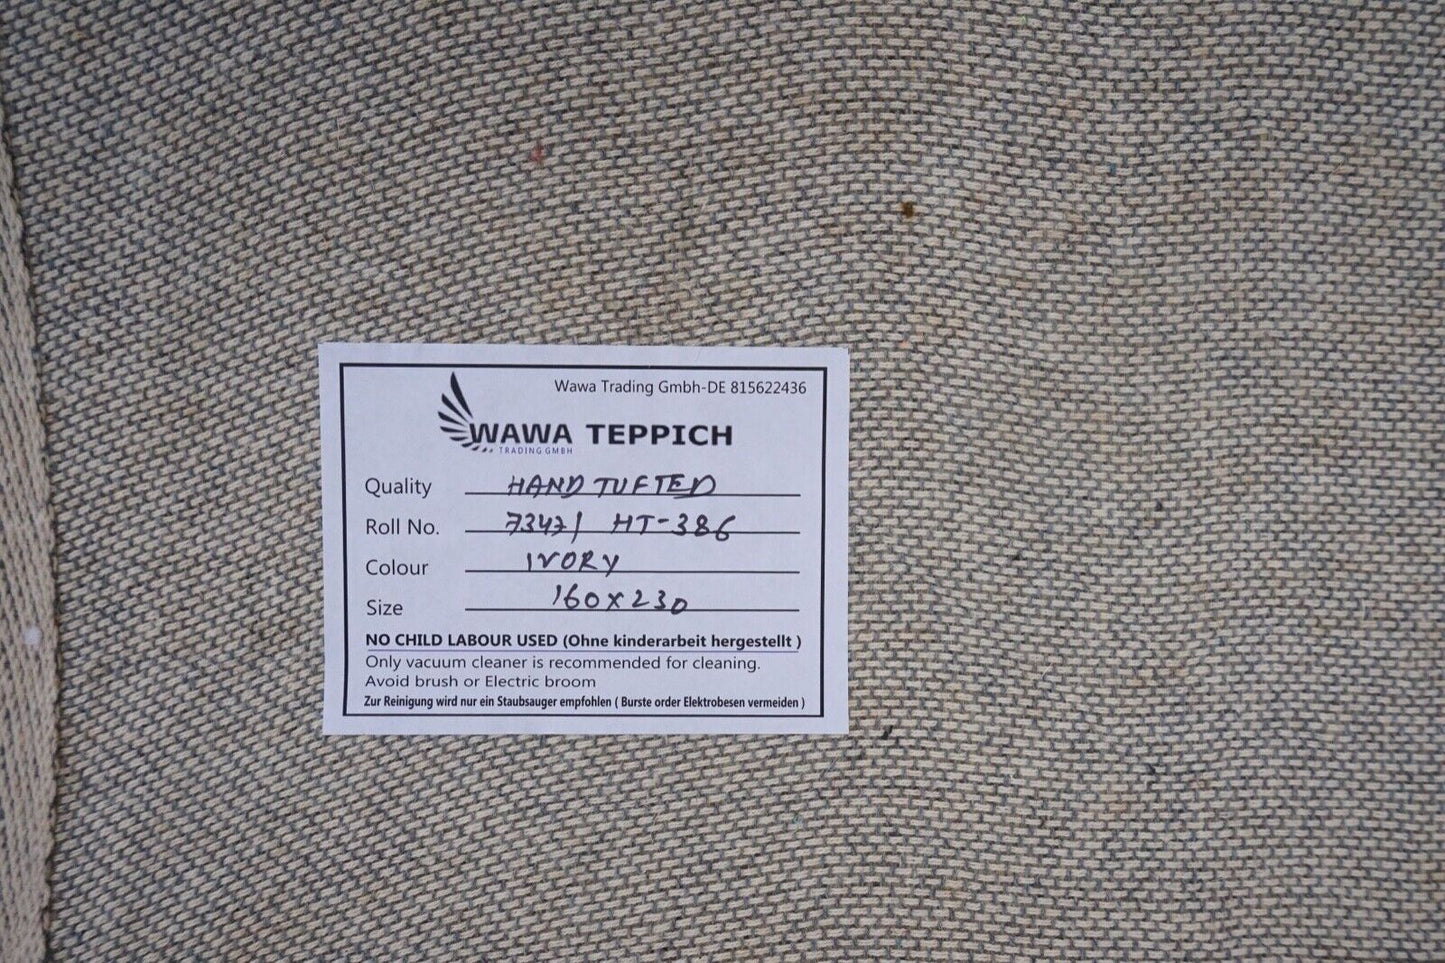 Wawa Trading Gmbh-DE 815622436
WAWA TEPPICH
TRADING GMBH
Quality HAND TUFTED
Roll No. 7347/ HT-386
Colour IVORY
Size 160x230
NO CHILD LABOUR USED (Ohne kinderarbeit hergestellt )
Only vacuum cleaner is recommended for cleaning.
Avoid brush or Electric broom
Zur Reinigung wird nur ein Staubsauger empfohlen ( Burste order Elektrobesen vermeiden )